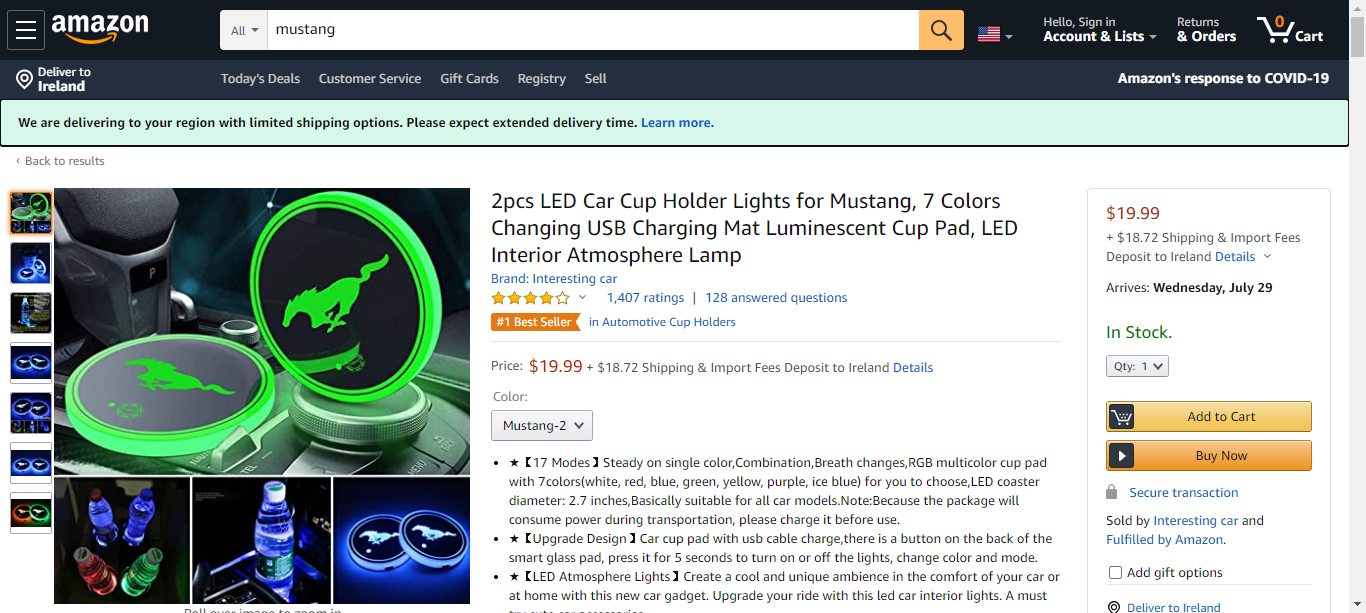 amazon
All
mustang
Hello, Sign in
Account & Lists
Returns
& Orders
0
Cart
Deliver to
Ireland
Today's Deals
Customer Service
Gift Cards
Registry
Sell
Amazon's response to COVID-19
We are delivering to your region with limited shipping options. Please expect extended delivery time. Learn more.
‹ Back to results
P
NAV
TEL
MENU
2pcs LED Car Cup Holder Lights for Mustang, 7 Colors
Changing USB Charging Mat Luminescent Cup Pad, LED
Interior Atmosphere Lamp
Brand: Interesting car
1,407 ratings | 128 answered questions
#1 Best Seller in Automotive Cup Holders
Price: $19.99 + $18.72 Shipping & Import Fees Deposit to Ireland Details
Color:
Mustang-2
• ★【17 Modes】Steady on single color,Combination,Breath changes,RGB multicolor cup pad
with 7colors(white, red, blue, green, yellow, purple, ice blue) for you to choose,LED coaster
diameter: 2.7 inches,Basically suitable for all car models.Note:Because the package will
consume power during transportation, please charge it before use.
• ★【Upgrade Design】Car cup pad with usb cable charge,there is a button on the back of the
smart glass pad, press it for 5 seconds to turn on or off the lights, change color and mode.
• ★【LED Atmosphere Lights】Create a cool and unique ambience in the comfort of your car or
at home with this new car gadget. Upgrade your ride with this led car interior lights. A must
try auto car accessories
Roll over image to zoom in
$19.99
+ $18.72 Shipping & Import Fees
Deposit to Ireland Details
Arrives: Wednesday, July 29
In Stock.
Qty: 1
Add to Cart
Buy Now
Secure transaction
Sold by Interesting car and
Fulfilled by Amazon.
Add gift options
Deliver to Ireland